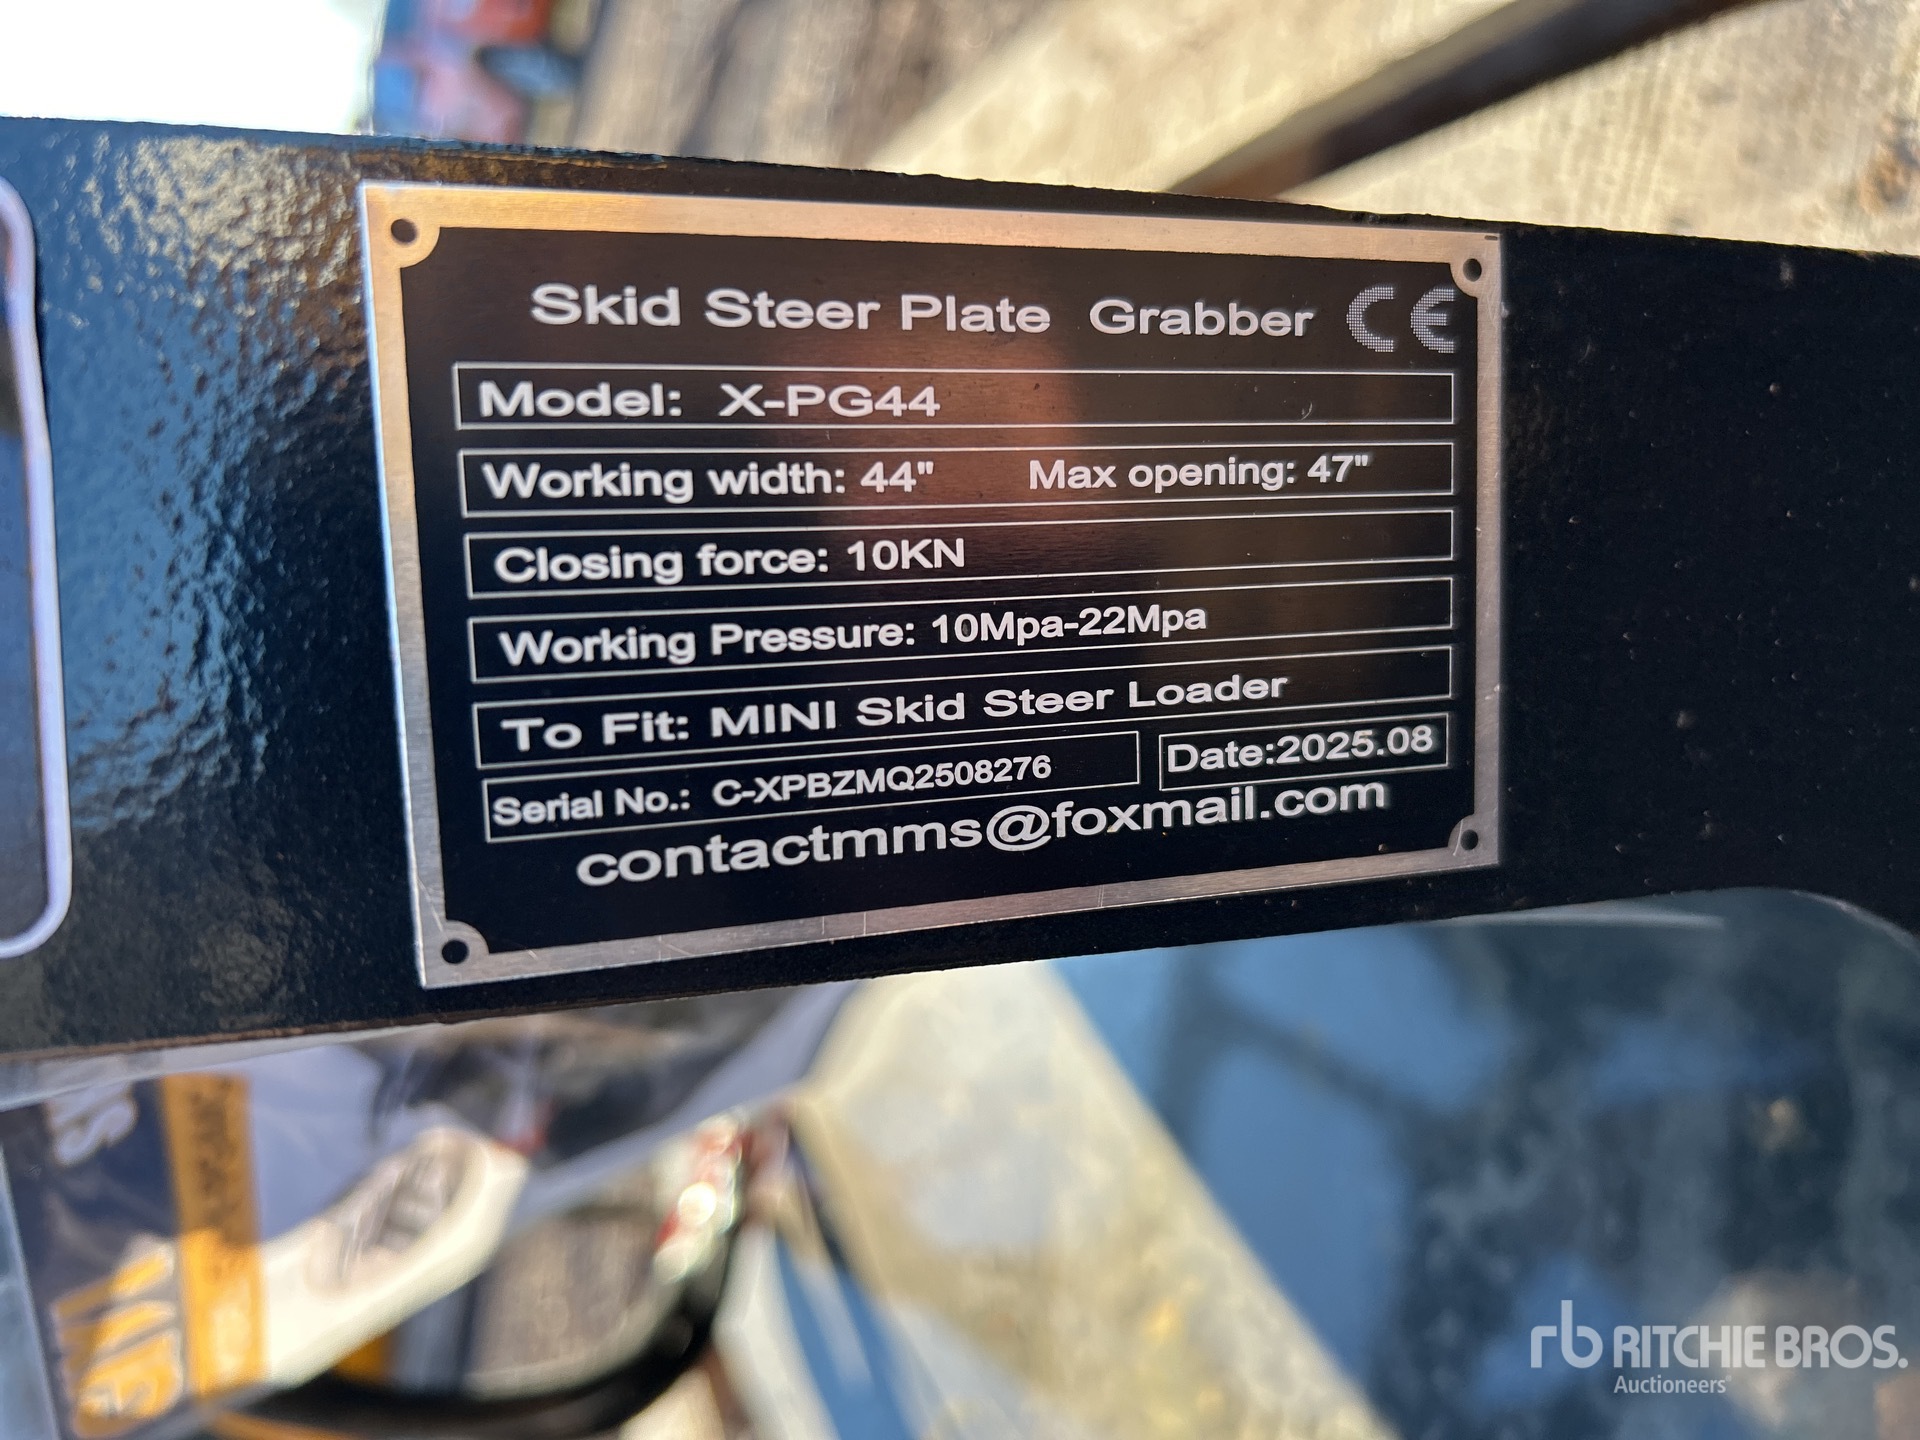 Skid Steer Plate Grabber CE
Model: X-PG44
Working width: 44" Max opening: 47"
Closing force: 10KN
Working Pressure: 10Mpa-22Mpa
To Fit: MINI Skid Steer Loader
Serial No.: C-XPBZMQ2508276 Date:2025.08
contactmms@foxmail.com
rb RITCHIE BROS.
Auctioneers